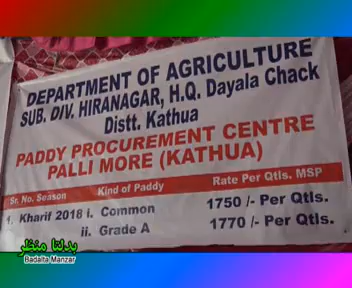 DEPARTMENT OF AGRICULTURE
SUB. DIV. HIRANAGAR, H.Q. Dayala Chack
Distt. Kathua
PADDY PROCUREMENT CENTRE
PALLI MORE (KATHUA)
Sr. No. Season Kind of Paddy Rate Per Qtls. MSP
1. Kharif 2018 i. Common 1750 /- Per Qtls.
ii. Grade A 1770 /- Per Qtls.
بدلتا منظر
Badalta Manzar